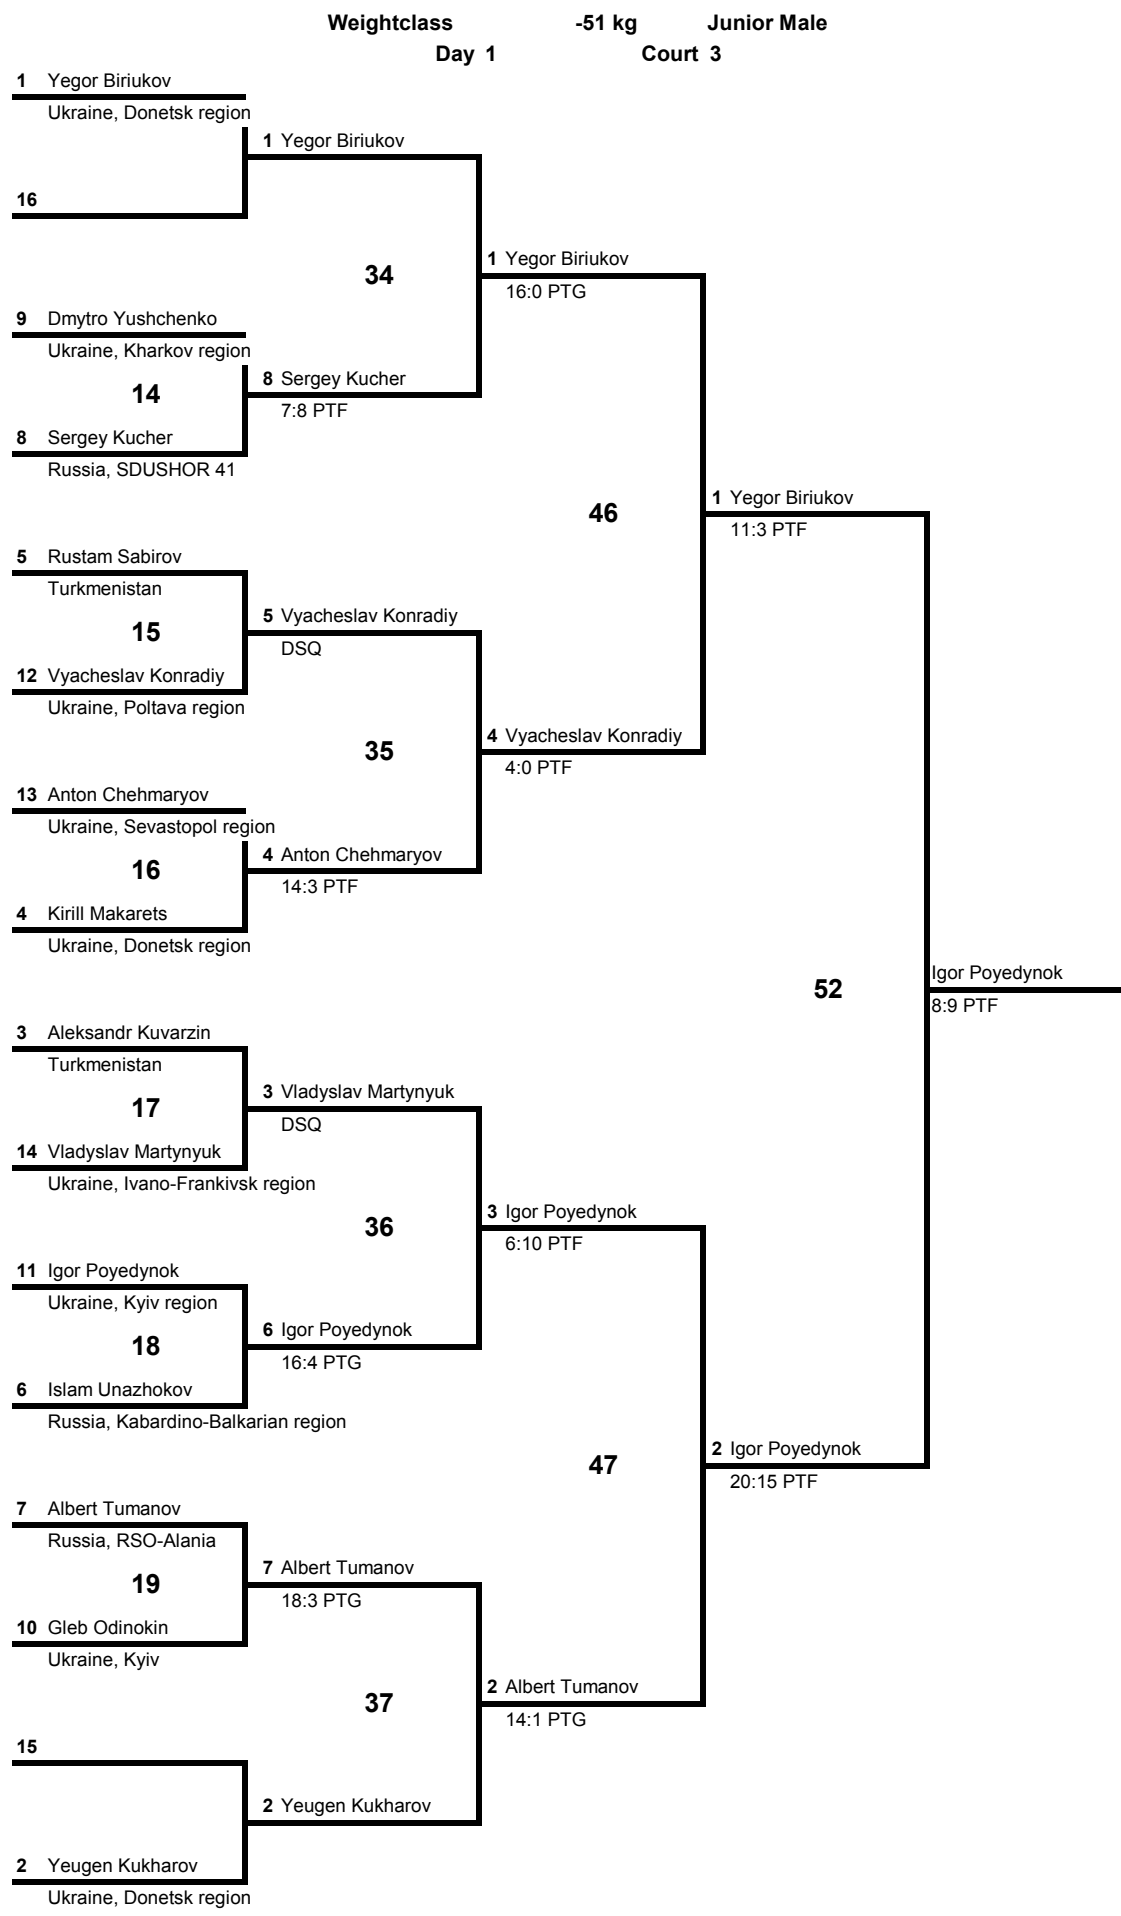 Weightclass -51 kg Junior Male
Day 1 Court 3
1 Yegor Biriukov
Ukraine, Donetsk region
1 Yegor Biriukov
16
34
1 Yegor Biriukov
16:0 PTG
9 Dmytro Yushchenko
Ukraine, Kharkov region
14
8 Sergey Kucher
7:8 PTF
8 Sergey Kucher
Russia, SDUSHOR 41
46
1 Yegor Biriukov
11:3 PTF
5 Rustam Sabirov
Turkmenistan
15
5 Vyacheslav Konradiy
DSQ
12 Vyacheslav Konradiy
Ukraine, Poltava region
35
4 Vyacheslav Konradiy
4:0 PTF
13 Anton Chehmaryov
Ukraine, Sevastopol region
16
4 Anton Chehmaryov
14:3 PTF
4 Kirill Makarets
Ukraine, Donetsk region
52
Igor Poyedynok
8:9 PTF
3 Aleksandr Kuvarzin
Turkmenistan
17
3 Vladyslav Martynyuk
DSQ
14 Vladyslav Martynyuk
Ukraine, Ivano-Frankivsk region
36
3 Igor Poyedynok
6:10 PTF
11 Igor Poyedynok
Ukraine, Kyiv region
18
6 Igor Poyedynok
16:4 PTG
6 Islam Unazhokov
Russia, Kabardino-Balkarian region
47
2 Igor Poyedynok
20:15 PTF
7 Albert Tumanov
Russia, RSO-Alania
19
7 Albert Tumanov
18:3 PTG
10 Gleb Odinokin
Ukraine, Kyiv
37
2 Albert Tumanov
14:1 PTG
15
2 Yeugen Kukharov
2 Yeugen Kukharov
Ukraine, Donetsk region